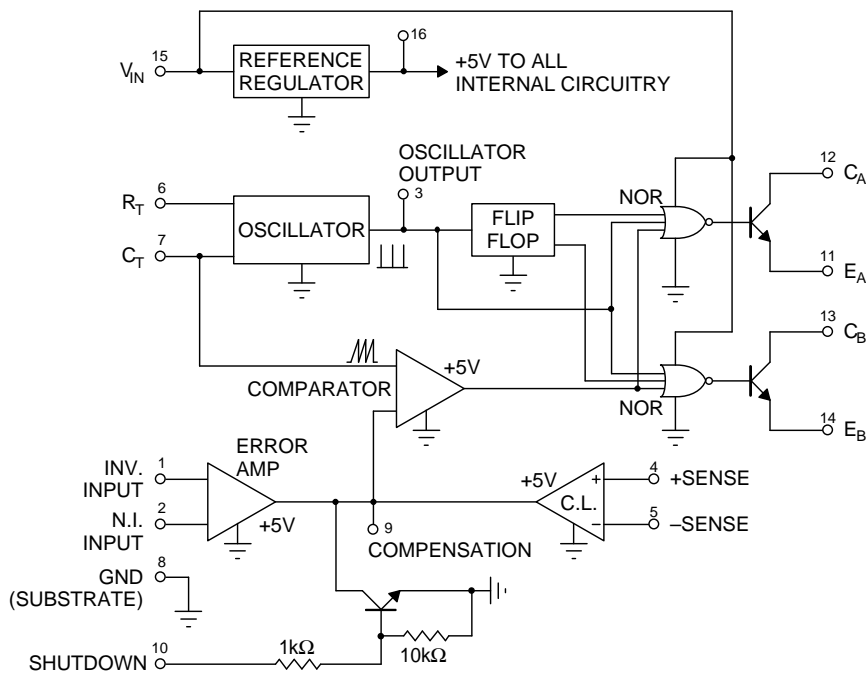 16
15
V_IN
REFERENCE
REGULATOR
+5V TO ALL
INTERNAL CIRCUITRY
OSCILLATOR
OUTPUT
3
6
R_T
7
C_T
OSCILLATOR
FLIP
FLOP
NOR
12
C_A
11
E_A
13
C_B
14
E_B
NOR
COMPARATOR
+5V
ERROR
AMP
1
INV.
INPUT
2
N.I.
INPUT
+5V
9
COMPENSATION
+5V
C.L.
+
–
4
+SENSE
5
–SENSE
8
GND
(SUBSTRATE)
10
SHUTDOWN
1kΩ
10kΩ